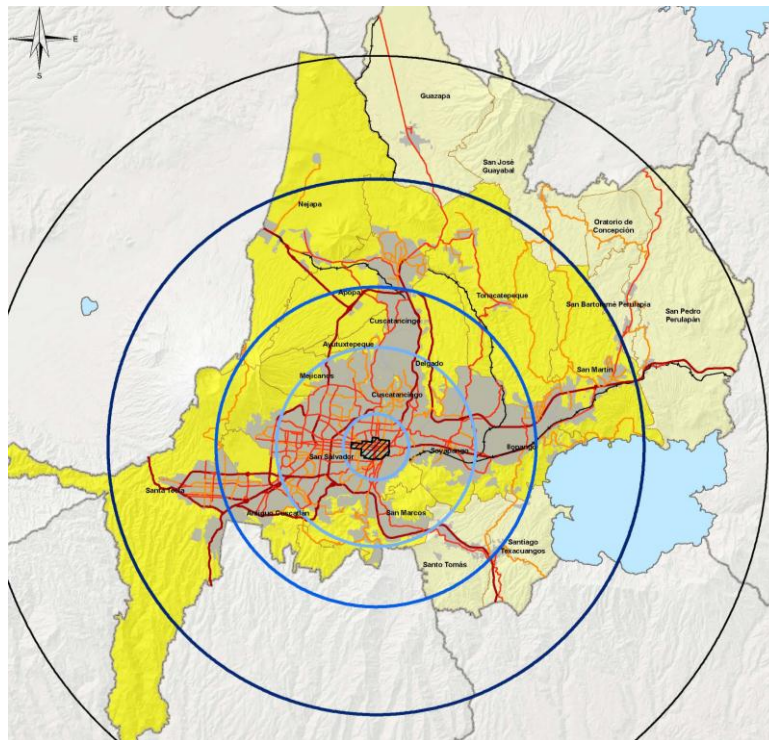 E
S
Guazapa
San José
Guayabal
Nejapa
Oratorio de
Concepción
Apopa
Tonacatepeque
San Bartolomé Perulapía
San Pedro
Perulapán
Cuscatancingo
Ayutuxtepeque
Delgado
San Martín
Mejicanos
Cuscatancingo
San Salvador
Soyapango
Ilopango
Santa Tecla
Antiguo Cuscatlán
San Marcos
Santiago
Texacuangos
Santo Tomás